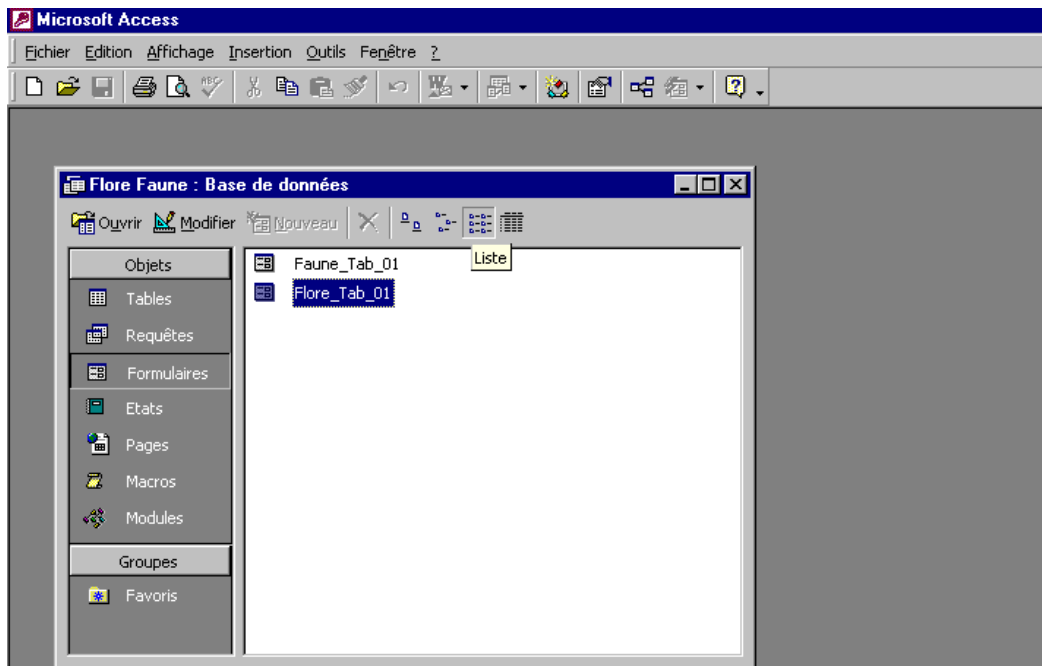 Microsoft Access
Fichier Edition Affichage Insertion Outils Fenêtre ?
Flore Faune : Base de données
Ouvrir Modifier Nouveau
Liste
Objets
Tables
Requêtes
Formulaires
Etats
Pages
Macros
Modules
Groupes
Favoris
Faune_Tab_01
Flore_Tab_01